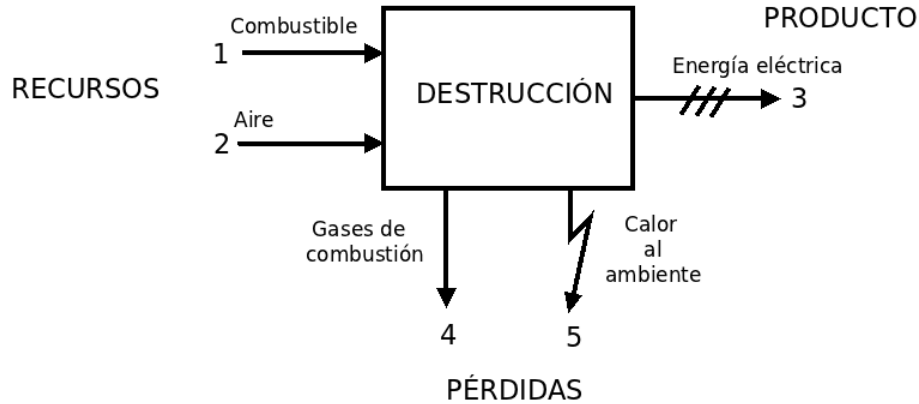 PRODUCTO
Combustible
1
Energía eléctrica
RECURSOS
DESTRUCCIÓN
3
Aire
2
Gases de
combustión
Calor
al
ambiente
4
5
PÉRDIDAS